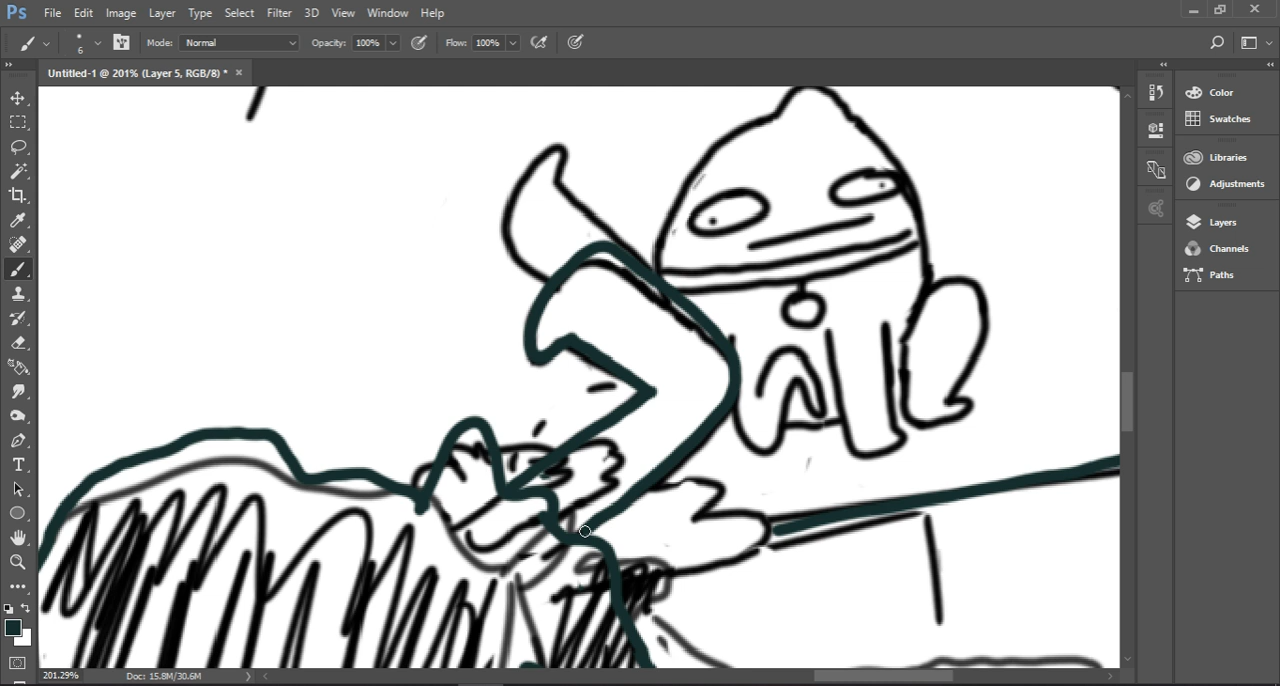 Ps File Edit Image Layer Type Select Filter 3D View Window Help
6 Mode: Normal Opacity: 100% Flow: 100%
Untitled-1 @ 201% (Layer 5, RGB/8) * ×
Color
Swatches
Libraries
Adjustments
Layers
Channels
Paths
201.29% Doc: 15.8M/30.6M